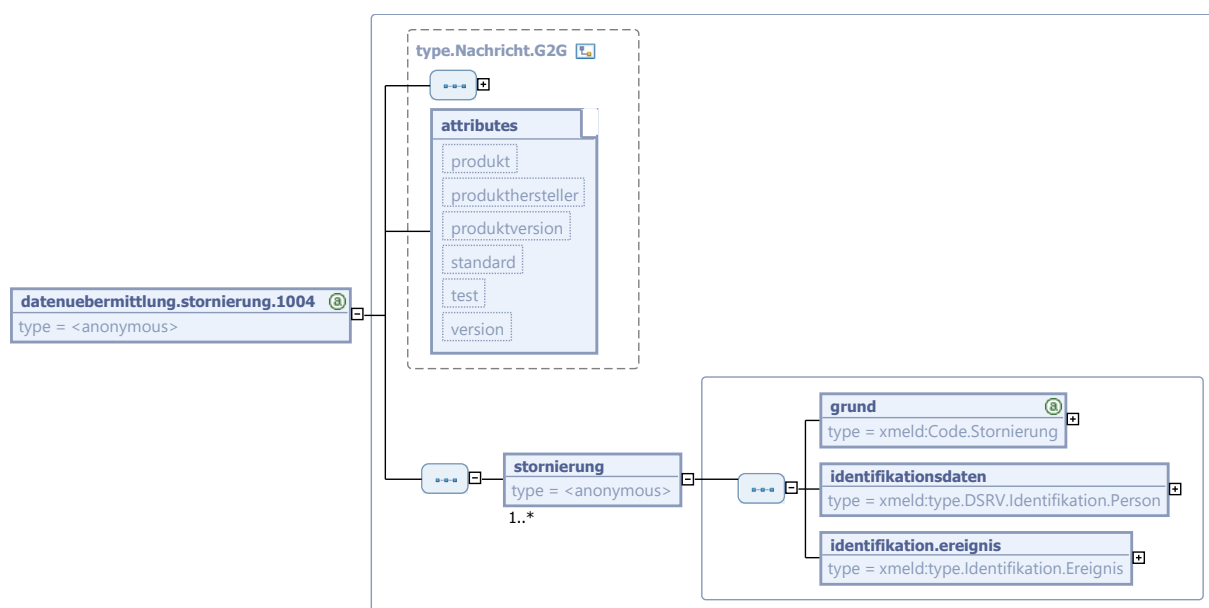 type.Nachricht.G2G
attributes
produkt
produkthersteller
produktversion
standard
test
version
datenuebermittlung.stornierung.1004 a
type = <anonymous>
stornierung
type = <anonymous>
1..*
grund a
type = xmeld:Code.Stornierung
identifikationsdaten
type = xmeld:type.DSRV.Identifikation.Person
identifikation.ereignis
type = xmeld:type.Identifikation.Ereignis